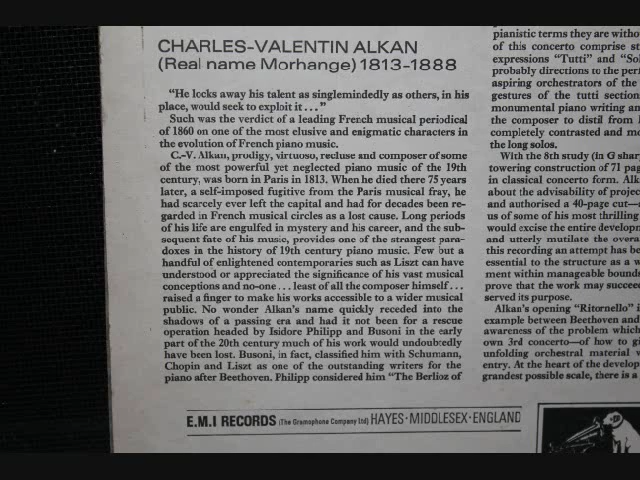 CHARLES-VALENTIN ALKAN
(Real name Morhange) 1813-1888
"He locks away his talent as singlemindedly as others, in his
place, would seek to exploit it . . ."
Such was the verdict of a leading French musical periodical
of 1860 on one of the most elusive and enigmatic characters in
the evolution of French piano music.
C.-V. Alkan, prodigy, virtuoso, recluse and composer of some
of the most powerful yet neglected piano music of the 19th
century, was born in Paris in 1813. When he died there 75 years
later, a self-imposed fugitive from the Paris musical fray, he
had scarcely ever left the capital and had for decades been re-
garded in French musical circles as a lost cause. Long periods
of his life are engulfed in mystery and his career, and the sub-
sequent fate of his music, provides one of the strangest para-
doxes in the history of 19th century piano music. Few but a
handful of enlightened contemporaries such as Liszt can have
understood or appreciated the significance of his vast musical
conceptions and no-one . . . least of all the composer himself . . .
raised a finger to make his works accessible to a wider musical
public. No wonder Alkan's name quickly receded into the
shadows of a passing era and had it not been for a rescue
operation headed by Isidore Philipp and Busoni in the early
part of the 20th century much of his work would undoubtedly
have been lost. Busoni, in fact, classified him with Schumann,
Chopin and Liszt as one of the outstanding writers for the
piano after Beethoven. Philipp considered him "The Berlioz of
pianistic terms they are witho
of this concerto comprise st
expressions "Tutti" and "Sol
probably directions to the peri
aspiring orchestrators of the
gestures of the tutti section
monumental piano writing an
the composer to distil from
completely contrasted and mo
the long solos.
With the 8th study (in G shar
towering construction of 71 pag
in classical concerto form. Alk
about the advisability of projec
and authorised a 40-page cut—
us of some of his most thrilling
would excise the entire develop
and utterly mutilate the overa
this recording an attempt has be
essential to the structure as a w
ment within manageable bound
prove that the work may succeed
served its purpose.
Alkan's opening "Ritornello" i
example between Beethoven and
awareness of the problem which
own 3rd concerto—of how to gi
unfolding orchestral material w
entry. At the heart of the develop
grandest possible scale, there is a
E.M.I RECORDS (The Gramophone Company Ltd) HAYES · MIDDLESEX · ENGLAND